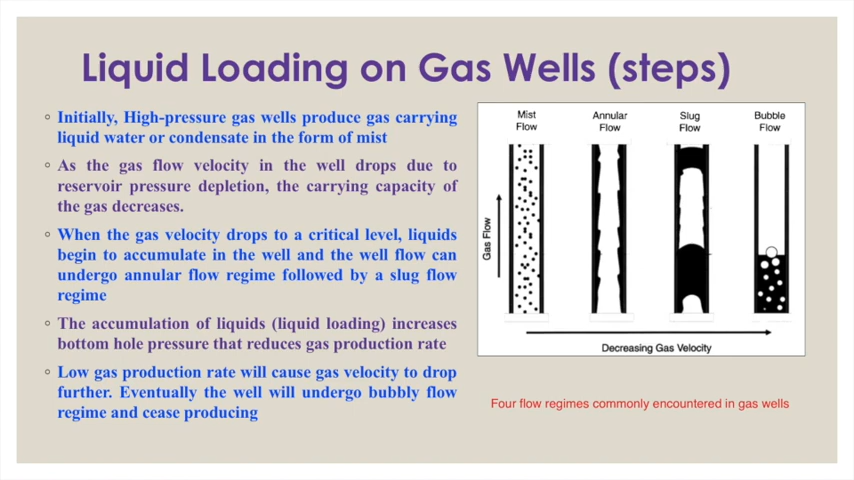 Liquid Loading on Gas Wells (steps)
Initially, High-pressure gas wells produce gas carrying
liquid water or condensate in the form of mist
As the gas flow velocity in the well drops due to
reservoir pressure depletion, the carrying capacity of
the gas decreases.
When the gas velocity drops to a critical level, liquids
begin to accumulate in the well and the well flow can
undergo annular flow regime followed by a slug flow
regime
The accumulation of liquids (liquid loading) increases
bottom hole pressure that reduces gas production rate
Low gas production rate will cause gas velocity to drop
further. Eventually the well will undergo bubbly flow
regime and cease producing
Mist
Flow
Annular
Flow
Slug
Flow
Bubble
Flow
Gas Flow
Decreasing Gas Velocity
Four flow regimes commonly encountered in gas wells